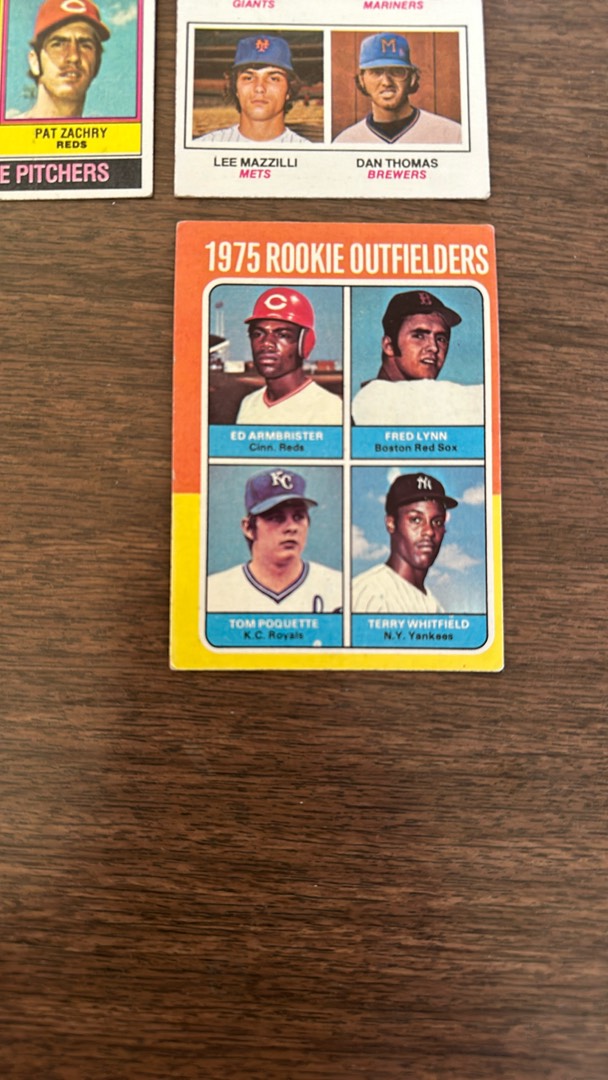 GIANTS
MARINERS
PAT ZACHRY
REDS
E PITCHERS
LEE MAZZILLI
METS
DAN THOMAS
BREWERS
1975 ROOKIE OUTFIELDERS
ED ARMBRISTER
Cinn. Reds
FRED LYNN
Boston Red Sox
TOM POQUETTE
K.C. Royals
TERRY WHITFIELD
N.Y. Yankees